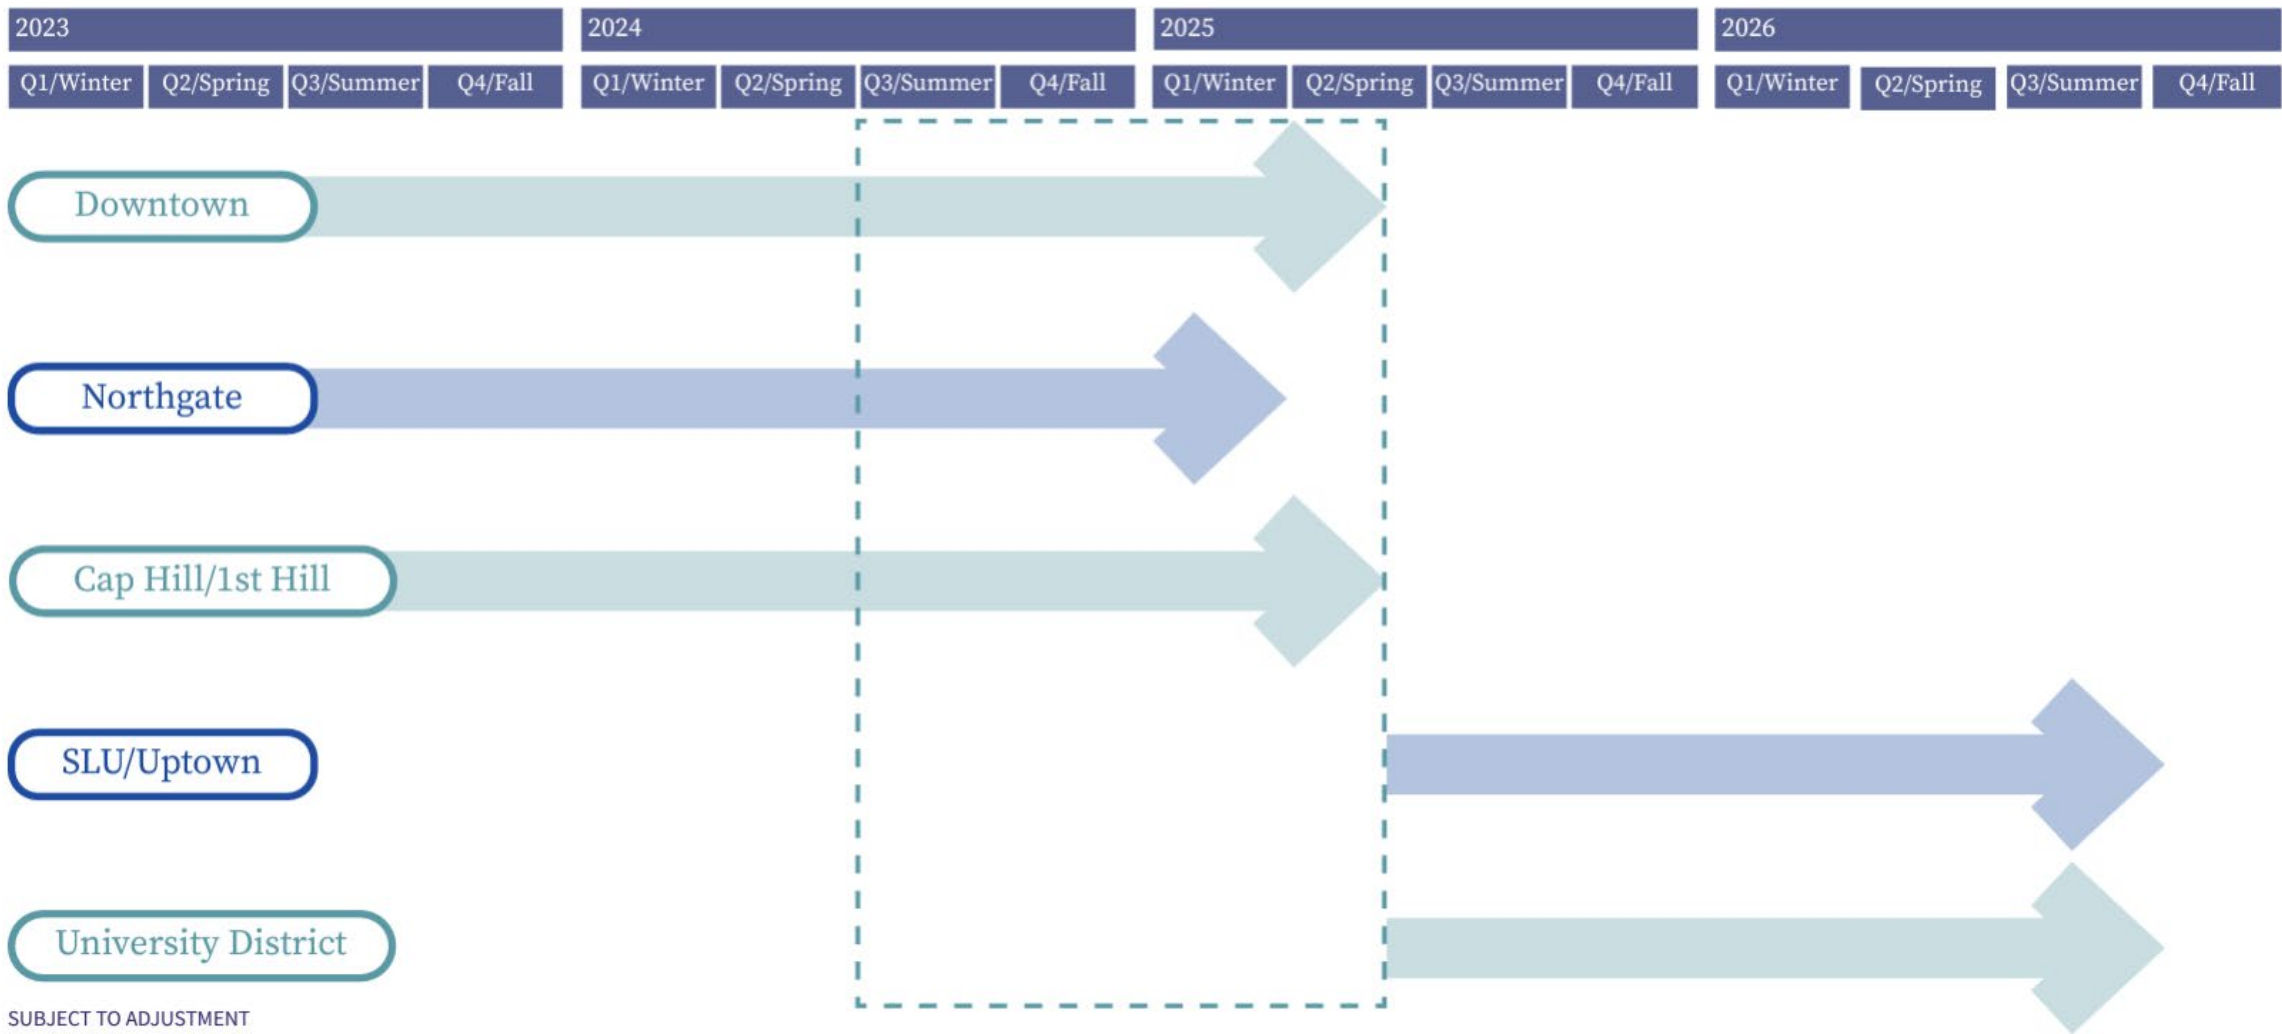 2023 2024 2025 2026
Q1/Winter Q2/Spring Q3/Summer Q4/Fall Q1/Winter Q2/Spring Q3/Summer Q4/Fall Q1/Winter Q2/Spring Q3/Summer Q4/Fall Q1/Winter Q2/Spring Q3/Summer Q4/Fall
Downtown
Northgate
Cap Hill/1st Hill
SLU/Uptown
University District
SUBJECT TO ADJUSTMENT